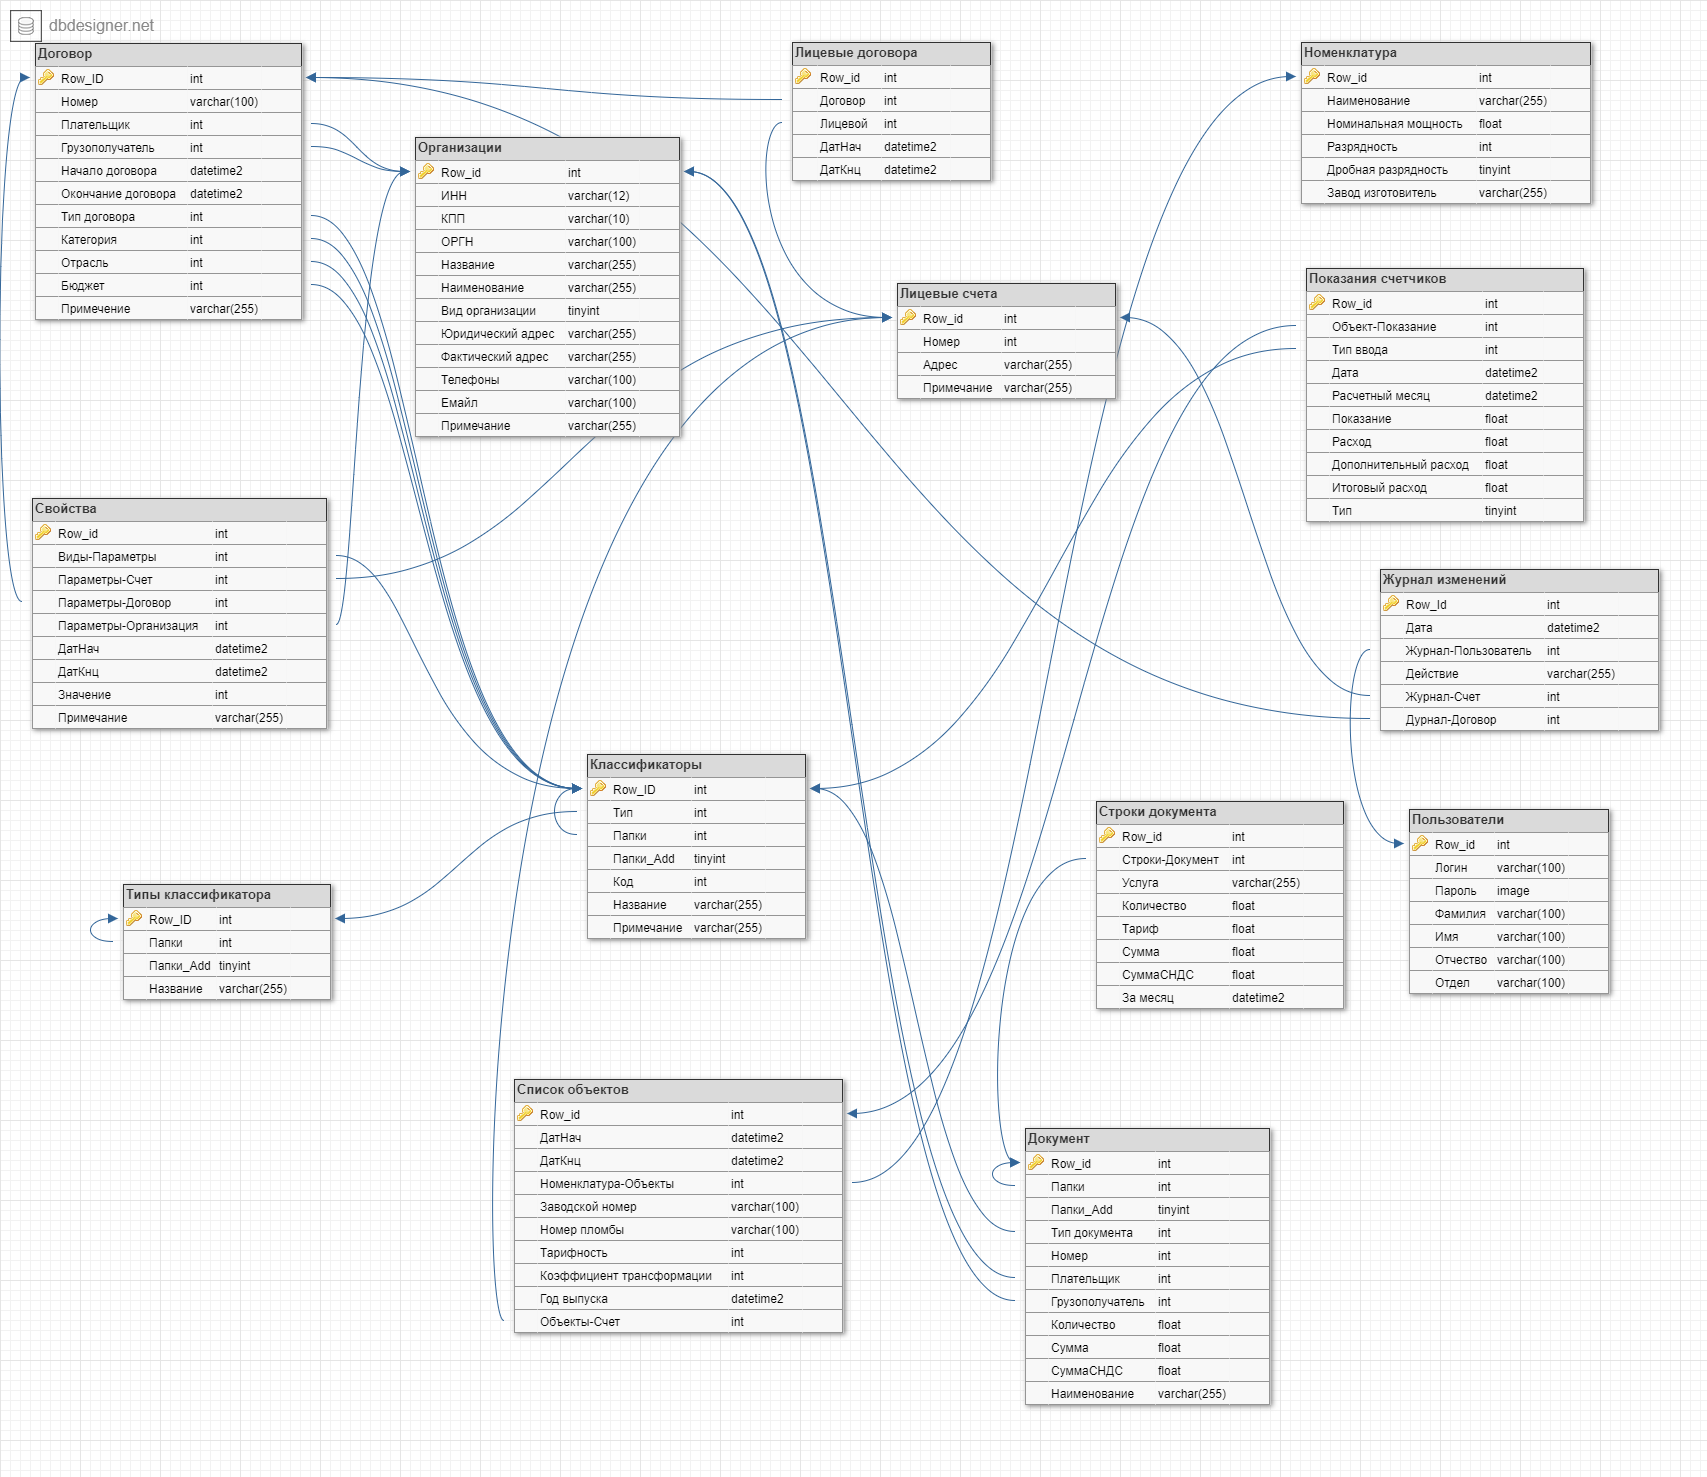 dbdesigner.net
Договор
Row_ID int
Номер varchar(100)
Плательщик int
Грузополучатель int
Начало договора datetime2
Окончание договора datetime2
Тип договора int
Категория int
Отрасль int
Бюджет int
Примечение varchar(255)
Организации
Row_id int
ИНН varchar(12)
КПП varchar(10)
ОРГН varchar(100)
Название varchar(255)
Наименование varchar(255)
Вид организации tinyint
Юридический адрес varchar(255)
Фактический адрес varchar(255)
Телефоны varchar(100)
Емайл varchar(100)
Примечание varchar(255)
Лицевые договора
Row_id int
Договор int
Лицевой int
ДатНач datetime2
ДатКнц datetime2
Номенклатура
Row_id int
Наименование varchar(255)
Номинальная мощность float
Разрядность int
Дробная разрядность tinyint
Завод изготовитель varchar(255)
Лицевые счета
Row_id int
Номер int
Адрес varchar(255)
Примечание varchar(255)
Показания счетчиков
Row_id int
Объект-Показание int
Тип ввода int
Дата datetime2
Расчетный месяц datetime2
Показание float
Расход float
Дополнительный расход float
Итоговый расход float
Тип tinyint
Свойства
Row_id int
Виды-Параметры int
Параметры-Счет int
Параметры-Договор int
Параметры-Организация int
ДатНач datetime2
ДатКнц datetime2
Значение int
Примечание varchar(255)
Журнал изменений
Row_Id int
Дата datetime2
Журнал-Пользователь int
Действие varchar(255)
Журнал-Счет int
Дурнал-Договор int
Классификаторы
Row_ID int
Тип int
Папки int
Папки_Add tinyint
Код int
Название varchar(255)
Примечание varchar(255)
Строки документа
Row_id int
Строки-Документ int
Услуга varchar(255)
Количество float
Тариф float
Сумма float
СуммаСНДС float
За месяц datetime2
Пользователи
Row_id int
Логин varchar(100)
Пароль image
Фамилия varchar(100)
Имя varchar(100)
Отчество varchar(100)
Отдел varchar(100)
Типы классификатора
Row_ID int
Папки int
Папки_Add tinyint
Название varchar(255)
Список объектов
Row_id int
ДатНач datetime2
ДатКнц datetime2
Номенклатура-Объекты int
Заводской номер varchar(100)
Номер пломбы varchar(100)
Тарифность int
Коэффициент трансформации int
Год выпуска datetime2
Объекты-Счет int
Документ
Row_id int
Папки int
Папки_Add tinyint
Тип документа int
Номер int
Плательщик int
Грузополучатель int
Количество float
Сумма float
СуммаСНДС float
Наименование varchar(255)